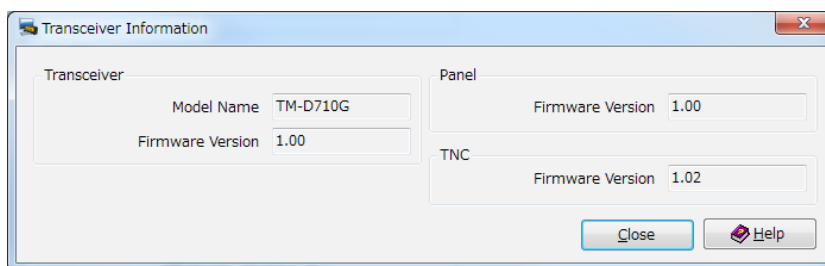 Transceiver Information
Transceiver
Model Name TM-D710G
Firmware Version 1.00
Panel
Firmware Version 1.00
TNC
Firmware Version 1.02
Close Help